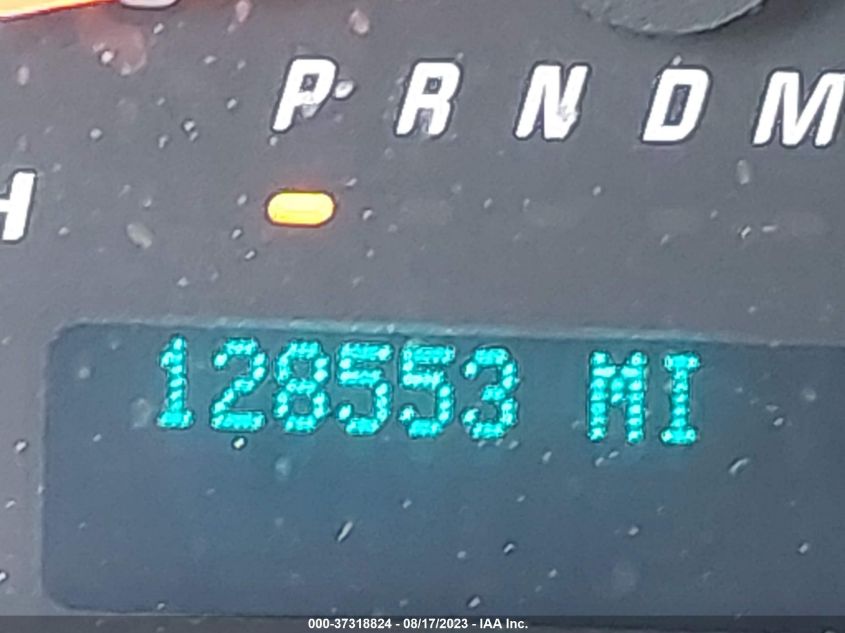 P R N D M
H
128553 MI
000-37318824 - 08/17/2023 - IAA Inc.